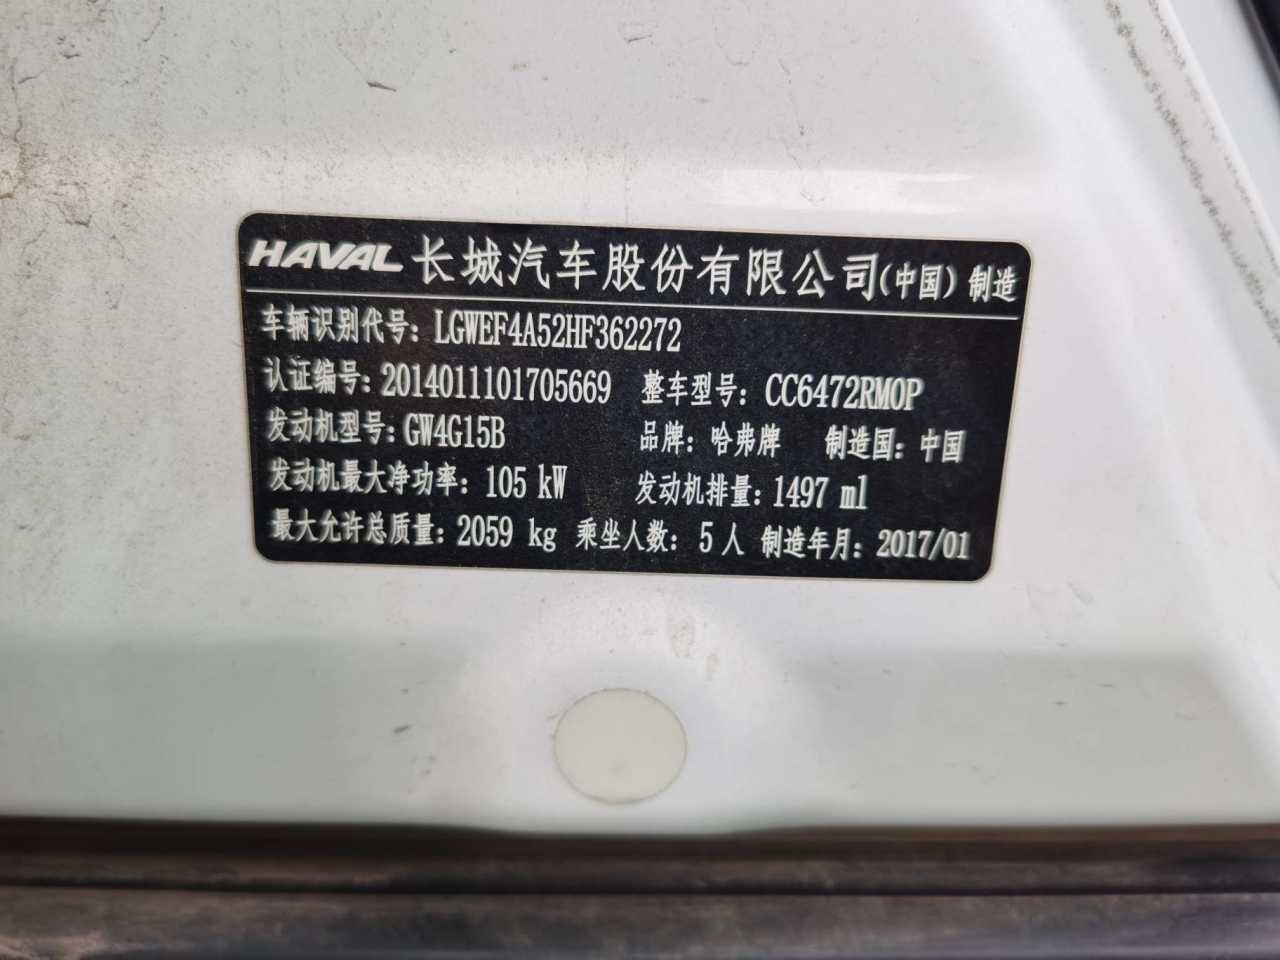 HAVAL 长城汽车股份有限公司(中国) 制造
车辆识别代号: LGWEF4A52HF362272
认证编号: 2014011101705669 整车型号: CC6472RM0P
发动机型号: GW4G15B 品牌: 哈弗牌 制造国: 中国
发动机最大净功率: 105 kW 发动机排量: 1497 ml
最大允许总质量: 2059 kg 乘坐人数: 5 人 制造年月: 2017/01